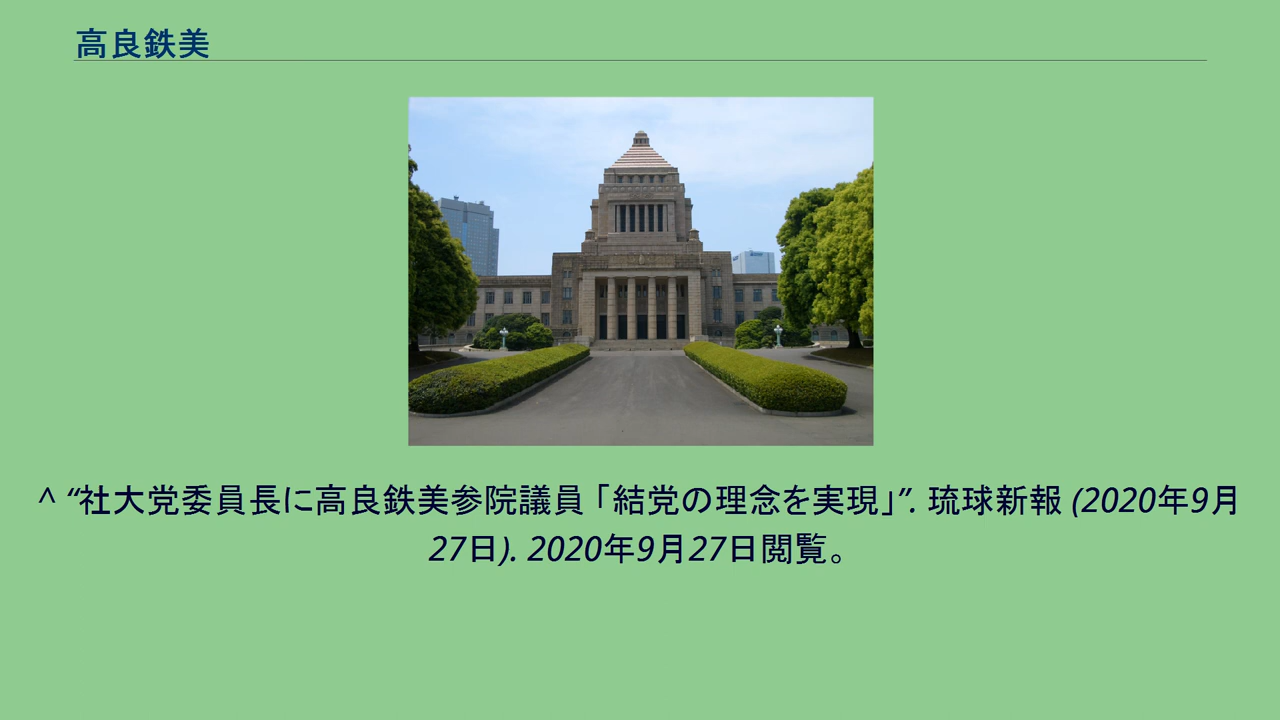 高良鉄美
^ “社大党委員長に高良鉄美参院議員「結党の理念を実現」”. 琉球新報 (2020年9月
27日). 2020年9月27日閲覧。